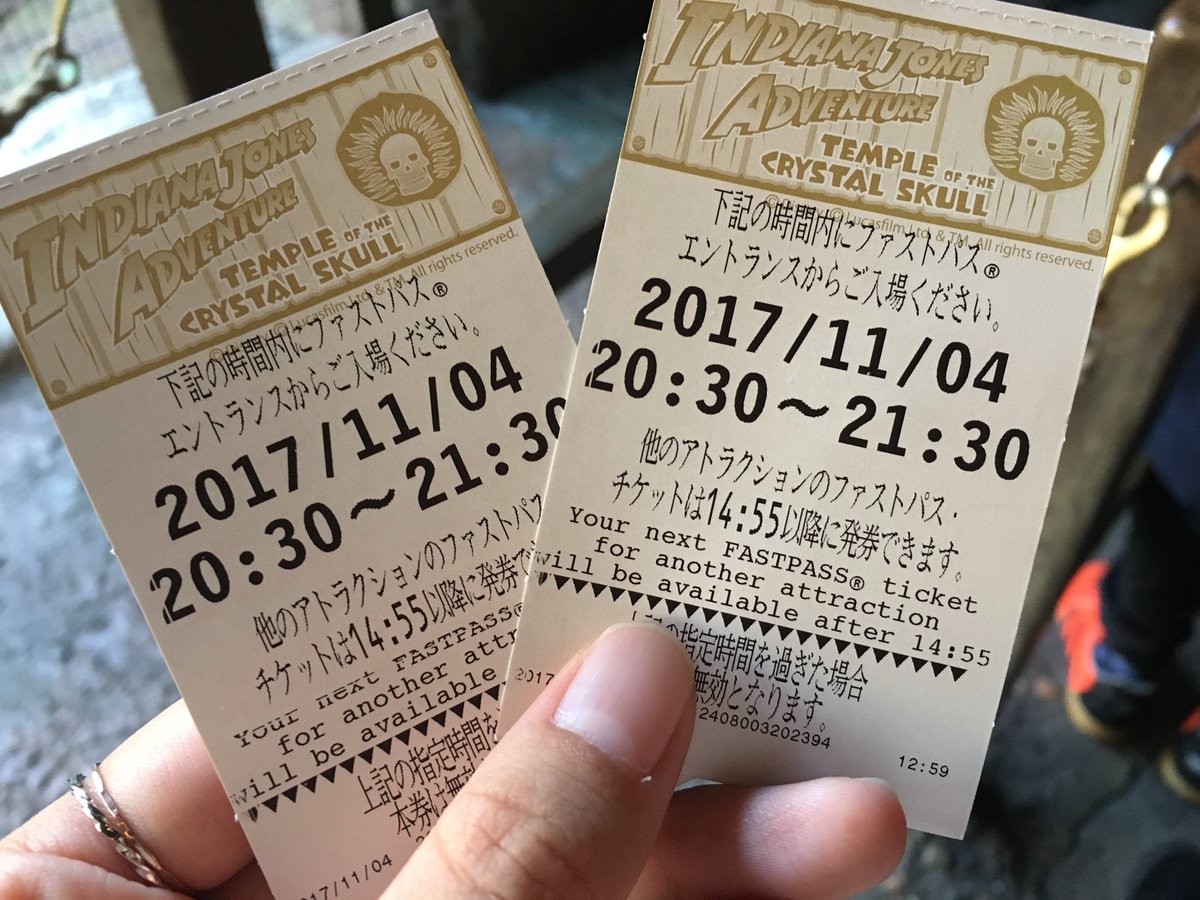 INDIANA JONES
ADVENTURE
TEMPLE OF THE
CRYSTAL SKULL
Lucasfilm Ltd. & TM. All rights reserved.
下記の時間内にファストパス®
エントランスからご入場ください。
2017/11/04
20:30～21:30
他のアトラクションのファストパス
チケットは14:55以降に発券で
Your next FASTPASS®
for another attr
will be available
上記の指定時間を
本券は無効
2017/11/04
INDIANA JONES
ADVENTURE
TEMPLE OF THE
CRYSTAL SKULL
© Lucasfilm Ltd. & TM. All rights reserved.
下記の時間内にファストパス®
エントランスからご入場ください。
2017/11/04
20:30～21:30
他のアトラクションのファストパス・
チケットは14:55以降に発券できます。
Your next FASTPASS® ticket
for another attraction
will be available after 14:55
上記の指定時間を過ぎた場合
無効となります。
2017
2408003202394
12:59